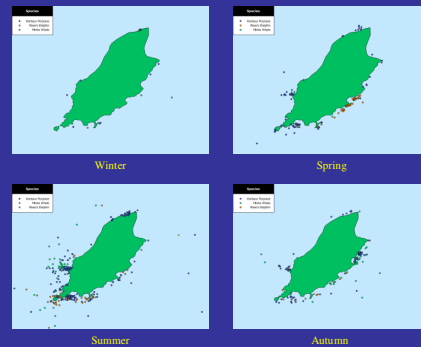 Species
Harbour Porpoise
Risso's Dolphin
Minke Whale
Winter
Species
Harbour Porpoise
Risso's Dolphin
Minke Whale
Spring
Species
Harbour Porpoise
Minke Whale
Risso's Dolphin
Summer
Species
Harbour Porpoise
Minke Whale
Risso's Dolphin
Autumn